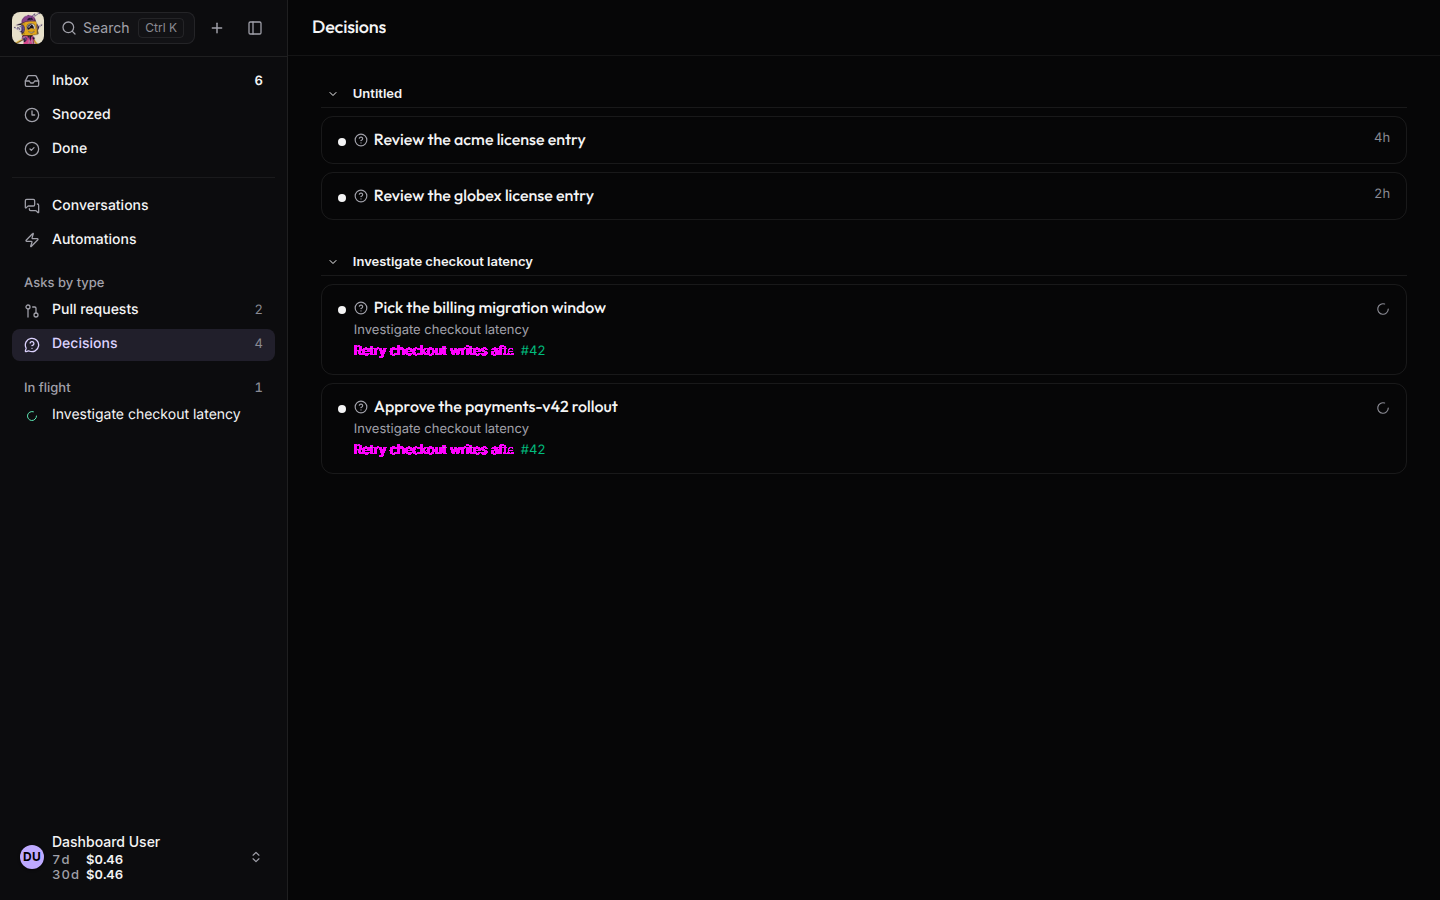 Search Ctrl K
Decisions
Inbox 6
Snoozed
Done
Conversations
Automations
Asks by type
Pull requests 2
Decisions 4
In flight 1
Investigate checkout latency
Untitled
Review the acme license entry 4h
Review the globex license entry 2h
Investigate checkout latency
Pick the billing migration window
Investigate checkout latency
Retry checkout writes afte #42
Approve the payments-v42 rollout
Investigate checkout latency
Retry checkout writes afte #42
DU Dashboard User
7d $0.46
30d $0.46